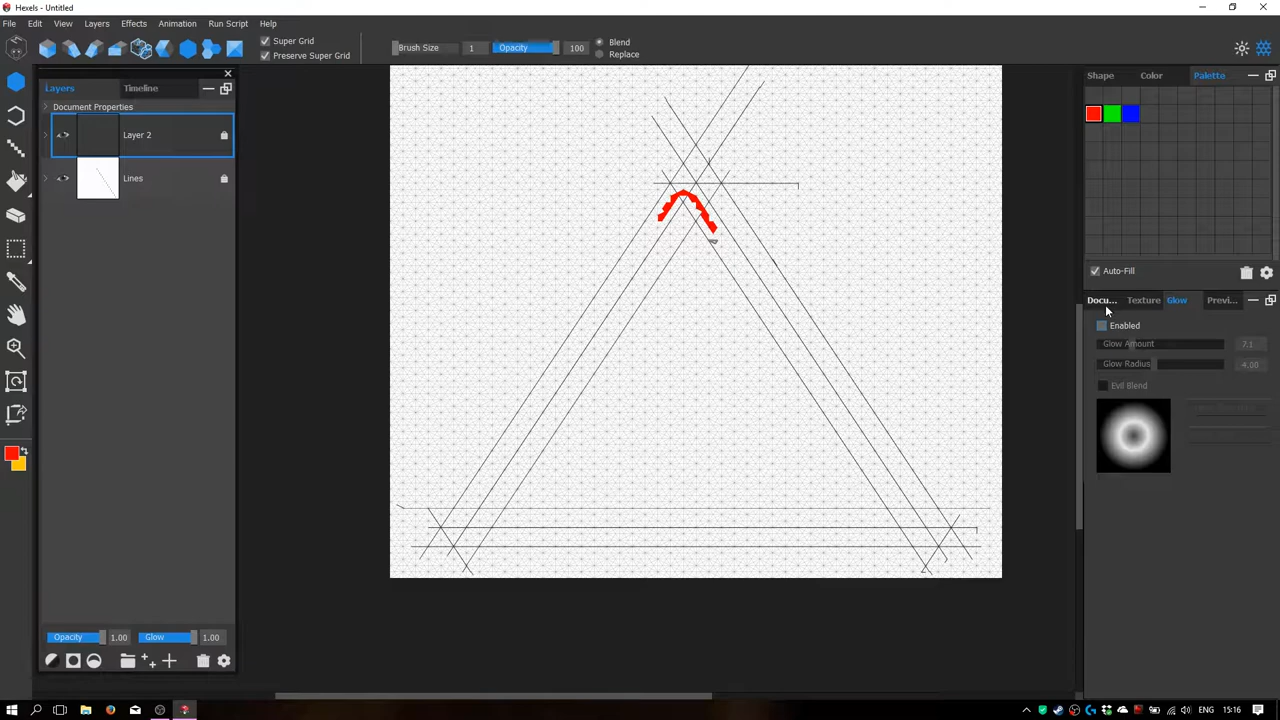 Hexels - Untitled
File Edit View Layers Effects Animation Run Script Help
Super Grid
Preserve Super Grid
Brush Size 1 Opacity 100
Blend
Replace
Layers Timeline
Document Properties
Layer 2
Lines
Opacity 1.00 Glow 1.00
Shape Color Palette
Auto-Fill
Docu... Texture Glow Previ...
Enabled
Glow Amount 7.1
Glow Radius 4.00
Evil Blend
ENG 15:16